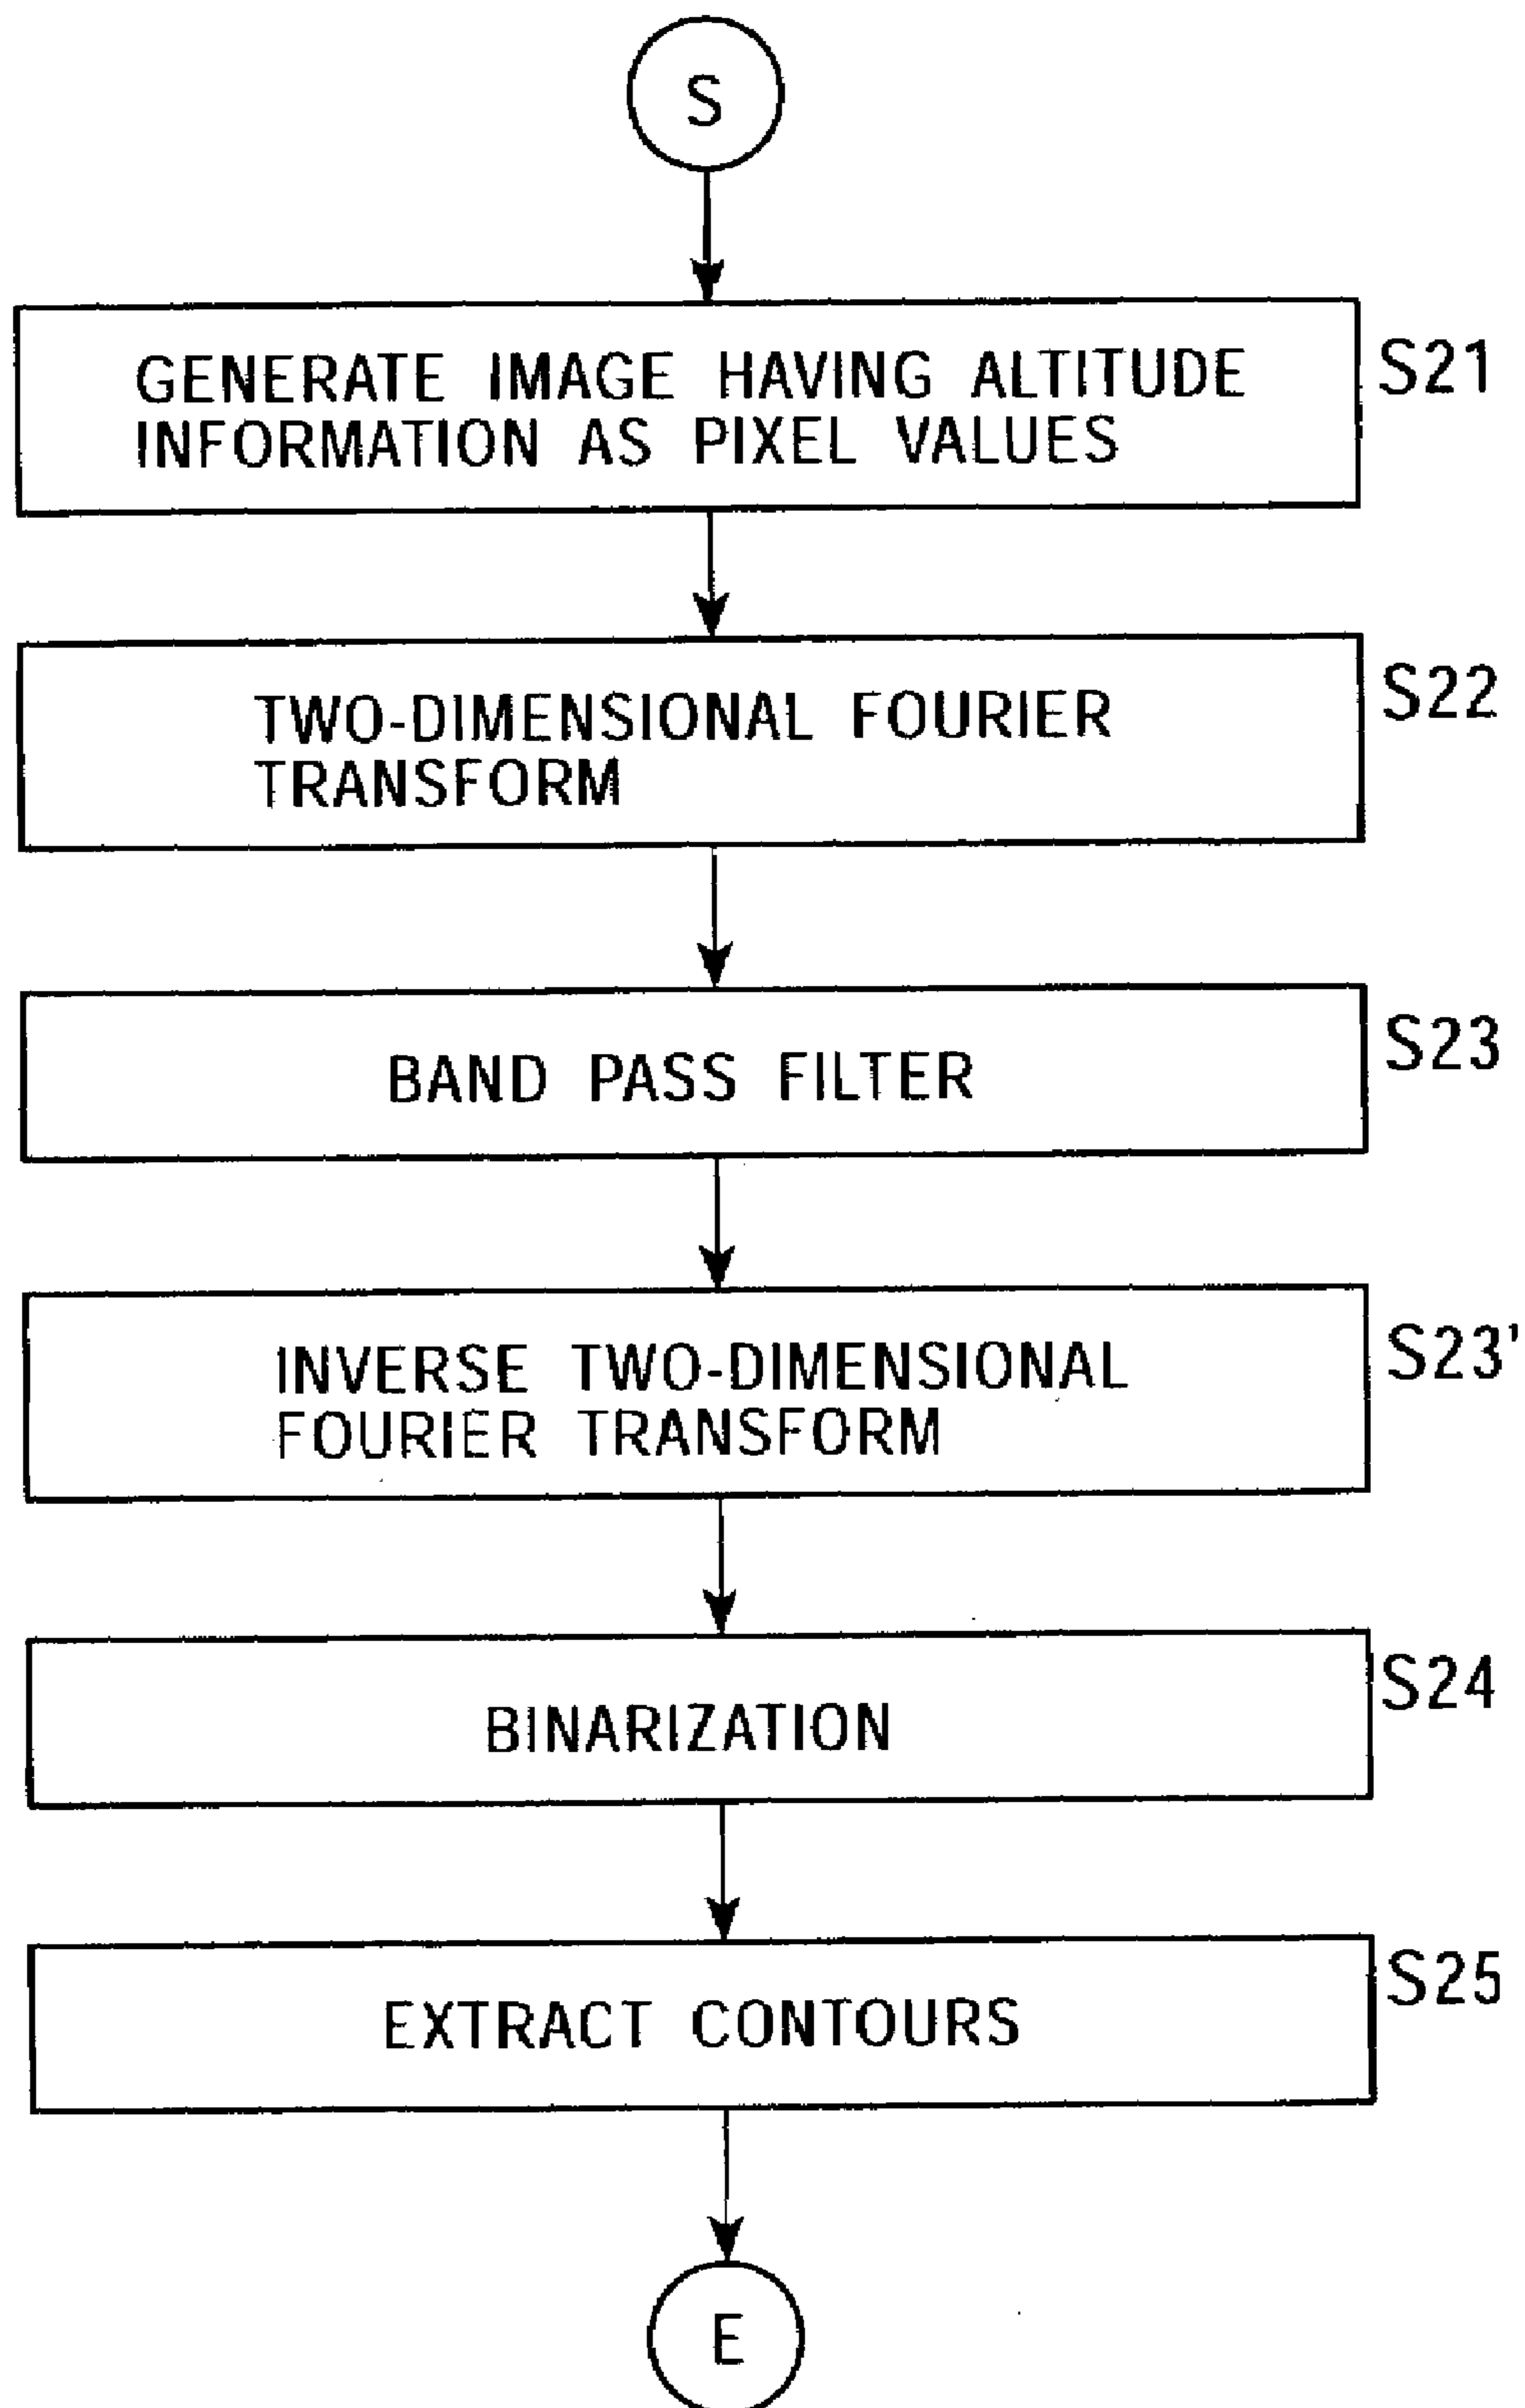 S
GENERATE IMAGE HAVING ALTITUDE
INFORMATION AS PIXEL VALUES
S21
TWO-DIMENSIONAL FOURIER
TRANSFORM
S22
BAND PASS FILTER
S23
INVERSE TWO-DIMENSIONAL
FOURIER TRANSFORM
S23'
BINARIZATION
S24
EXTRACT CONTOURS
S25
E